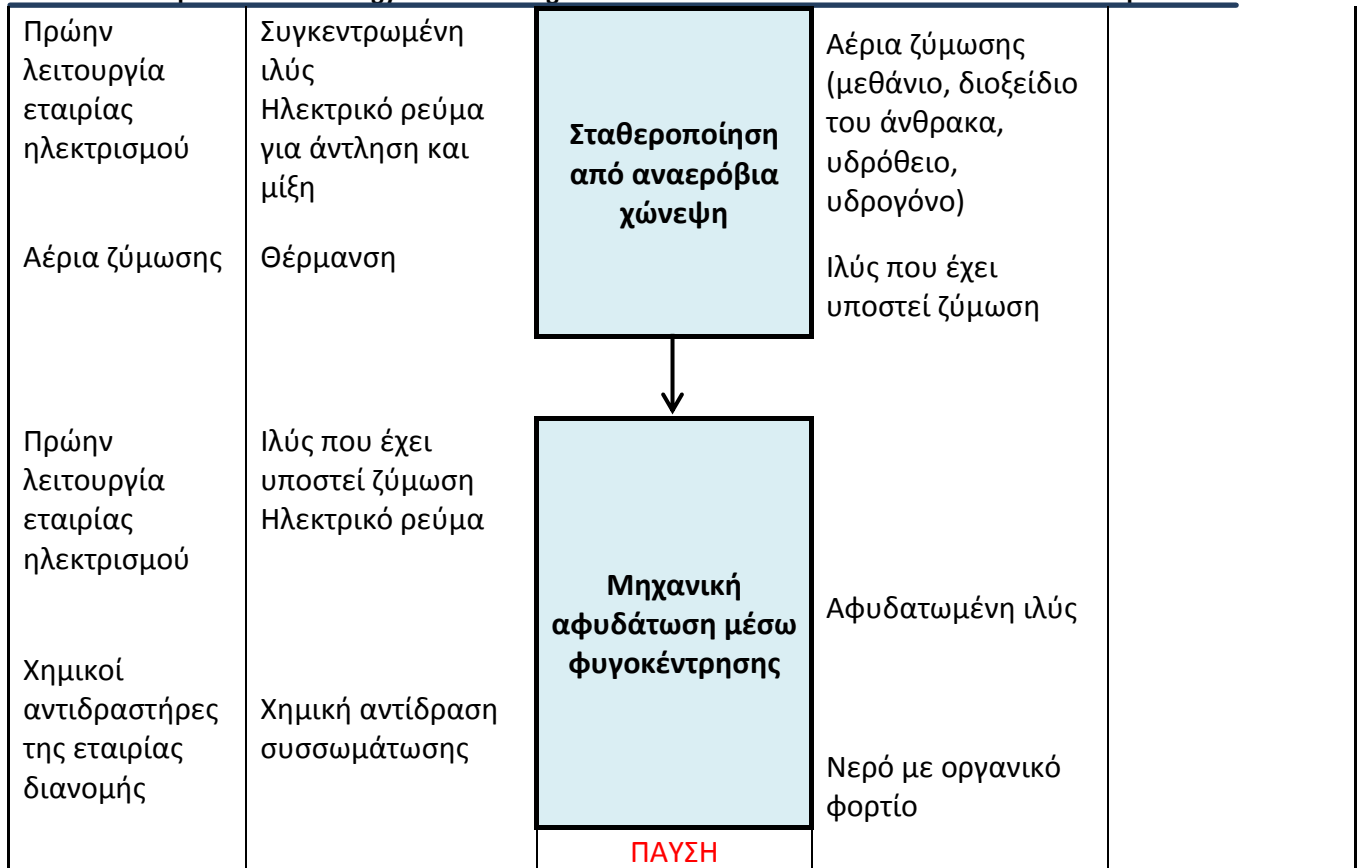 Πρώην
λειτουργία
εταιρίας
ηλεκτρισμού
Αέρια ζύμωσης
Συγκεντρωμένη
ιλύς
Ηλεκτρικό ρεύμα
για άντληση και
μίξη
Θέρμανση
Σταθεροποίηση
από αναερόβια
χώνεψη
Αέρια ζύμωσης
(μεθάνιο, διοξείδιο
του άνθρακα,
υδρόθειο,
υδρογόνο)
Ιλύς που έχει
υποστεί ζύμωση
Πρώην
λειτουργία
εταιρίας
ηλεκτρισμού
Χημικοί
αντιδραστήρες
της εταιρίας
διανομής
Ιλύς που έχει
υποστεί ζύμωση
Ηλεκτρικό ρεύμα
Χημική αντίδραση
συσσωμάτωσης
Μηχανική
αφυδάτωση μέσω
φυγοκέντρησης
Αφυδατωμένη ιλύς
Νερό με οργανικό
φορτίο
ΠΑΥΣΗ